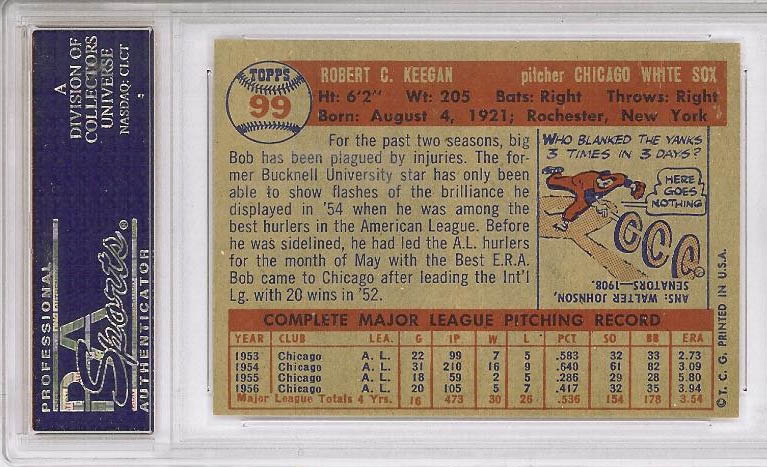 A
DIVISION OF
COLLECTORS
UNIVERSE
NASDAQ: CLCT
PROFESSIONAL
PSA
Sports®
AUTHENTICATOR
TOPPS
99
ROBERT C. KEEGAN pitcher CHICAGO WHITE SOX
Ht: 6'2" Wt: 205 Bats: Right Throws: Right
Born: August 4, 1921; Rochester, New York
For the past two seasons, big
Bob has been plagued by injuries. The for-
mer Bucknell University star has only been
able to show flashes of the brilliance he
displayed in '54 when he was among the
best hurlers in the American League. Before
he was sidelined, he had led the A.L. hurlers
for the month of May with the Best E.R.A.
Bob came to Chicago after leading the Int'l
Lg. with 20 wins in '52.
WHO BLANKED THE YANKS
3 TIMES IN 3 DAYS?
HERE
GOES
NOTHING
ANS: WALTER JOHNSON,
SENATORS—1908.
COMPLETE MAJOR LEAGUE PITCHING RECORD
YEAR CLUB LEA. G IP W L PCT SO BB ERA
1953 Chicago A. L. 22 99 7 5 .583 32 33 2.73
1954 Chicago A. L. 31 210 16 9 .640 61 82 3.09
1955 Chicago A. L. 18 59 2 5 .286 29 28 5.80
1956 Chicago A. L. 20 105 5 7 .417 32 35 3.94
Major League Totals 4 Yrs. 16 473 30 26 .536 154 178 3.54
© T. C. G. PRINTED IN U.S.A.